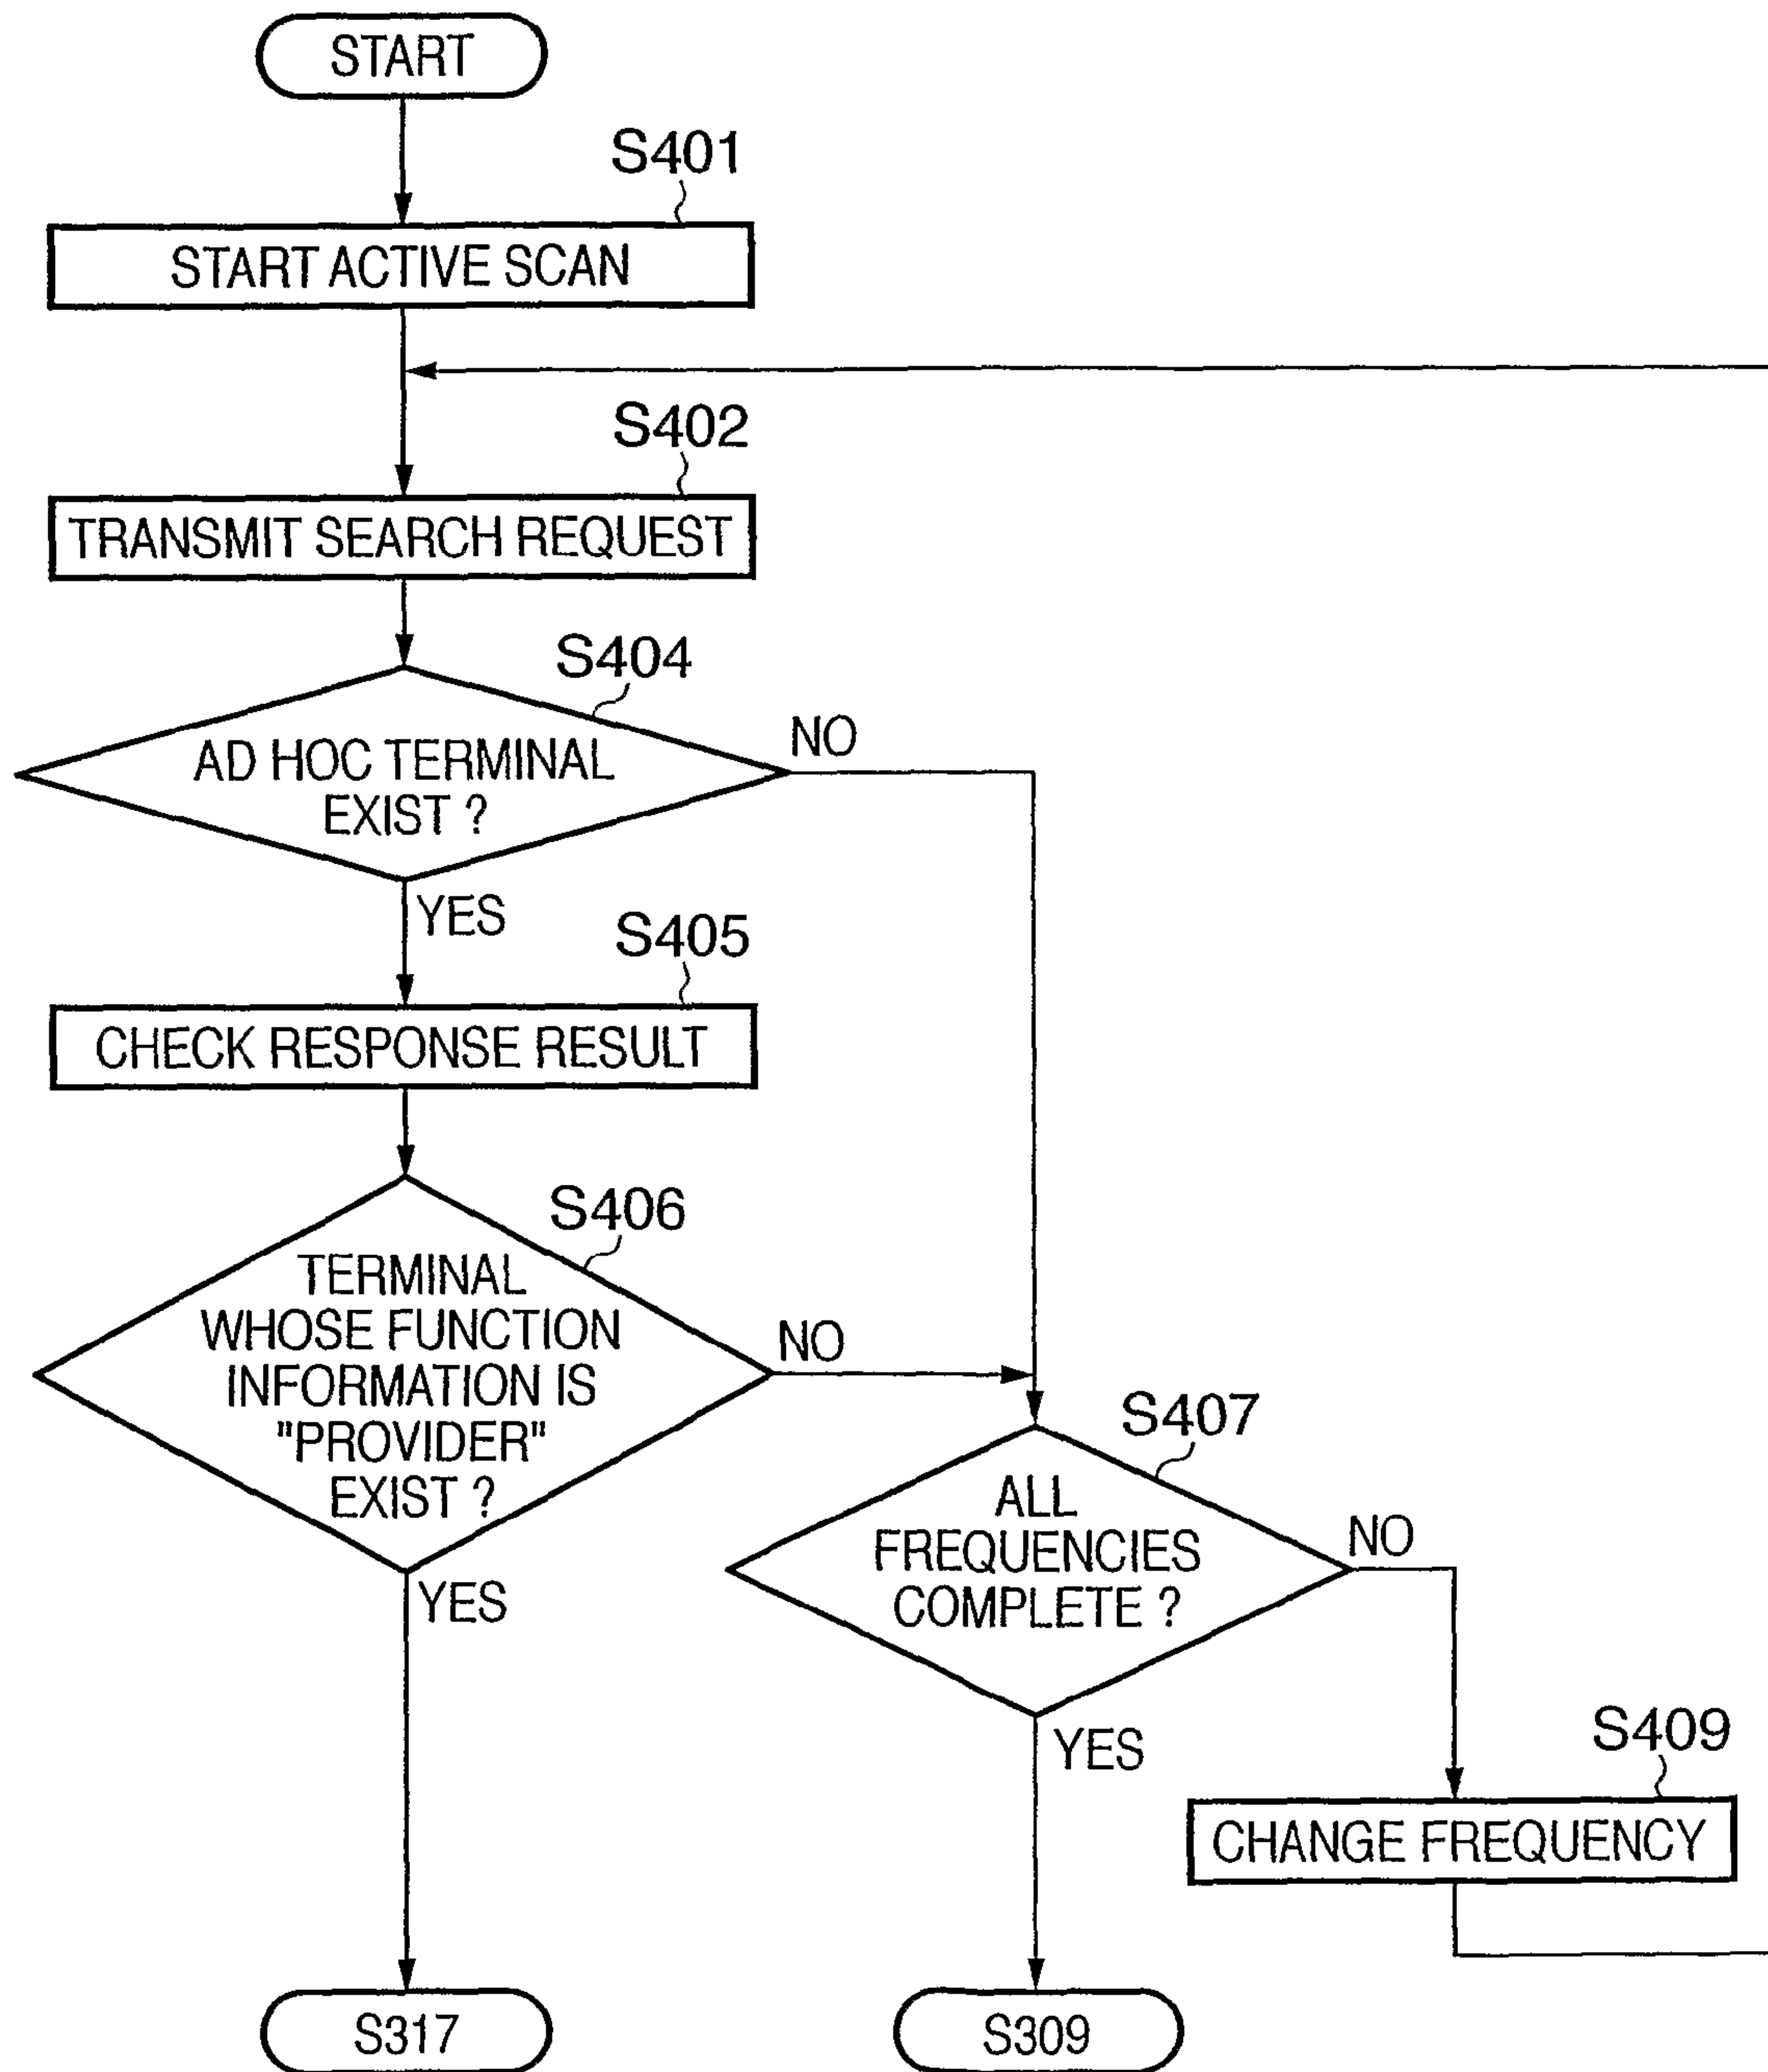 START
S401
START ACTIVE SCAN
S402
TRANSMIT SEARCH REQUEST
S404
AD HOC TERMINAL
EXIST ?
NO
YES
S405
CHECK RESPONSE RESULT
S406
TERMINAL
WHOSE FUNCTION
INFORMATION IS
"PROVIDER"
EXIST ?
NO
YES
S407
ALL
FREQUENCIES
COMPLETE ?
NO
YES
S409
CHANGE FREQUENCY
S317
S309